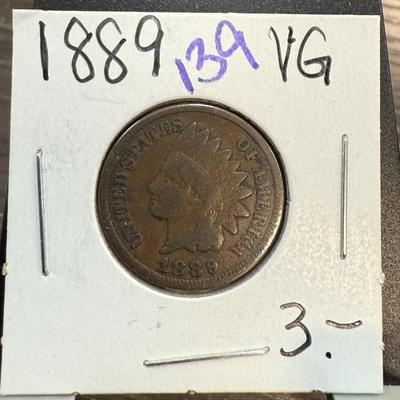 1889 139 VG
UNITED STATES OF AMERICA
1889
3.-